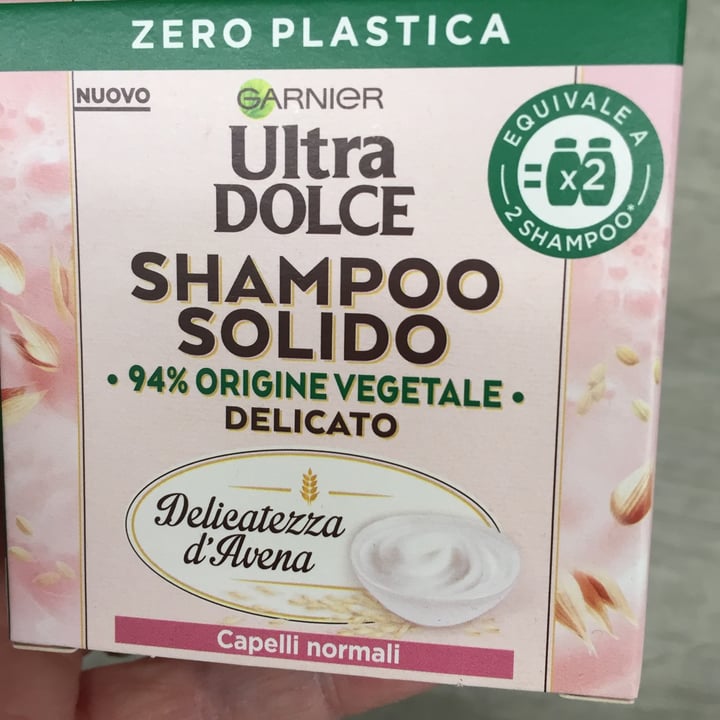 ZERO PLASTICA
NUOVO
GARNIER
Ultra
DOLCE
EQUIVALE A
= x2
2 SHAMPOO*
SHAMPOO
SOLIDO
• 94% ORIGINE VEGETALE •
DELICATO
Delicatezza
d'Avena
Capelli normali